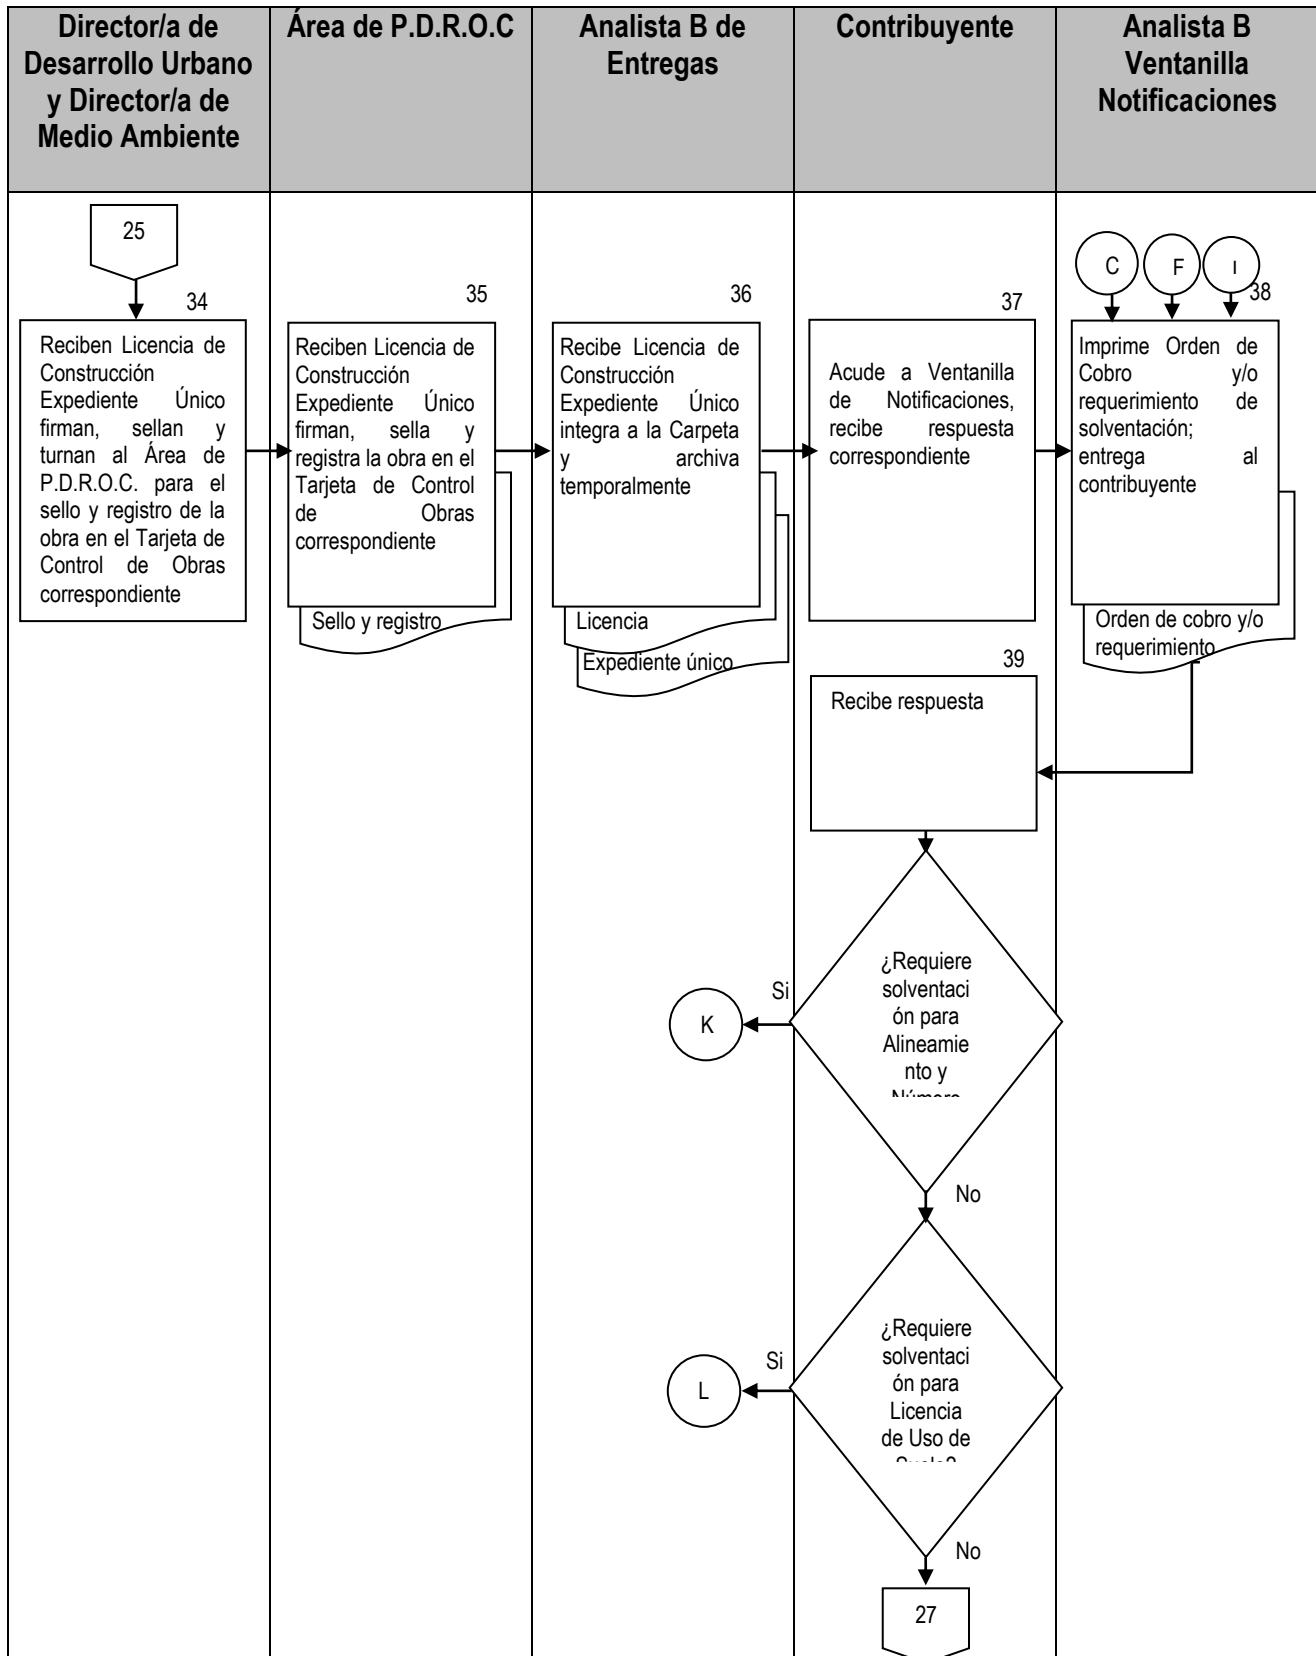 Director/a de
Desarrollo Urbano
y Director/a de
Medio Ambiente
Área de P.D.R.O.C
Analista B de
Entregas
Contribuyente
Analista B
Ventanilla
Notificaciones
25
34
Reciben Licencia de
Construcción
Expediente Único
firman, sellan y
turnan al Área de
P.D.R.O.C. para el
sello y registro de la
obra en el Tarjeta de
Control de Obras
correspondiente
35
Reciben Licencia de
Construcción
Expediente Único
firman, sella y
registra la obra en el
Tarjeta de Control
de Obras
correspondiente
Sello y registro
36
Recibe Licencia de
Construcción
Expediente Único
integra a la Carpeta
y archiva
temporalmente
Licencia
Expediente único
37
Acude a Ventanilla
de Notificaciones,
recibe respuesta
correspondiente
C
F
I
38
Imprime Orden de
Cobro y/o
requerimiento de
solventación;
entrega al
contribuyente
Orden de cobro y/o
requerimiento
39
Recibe respuesta
¿Requiere
solventaci
ón para
Alineamie
nto y
Número
Si
K
No
¿Requiere
solventaci
ón para
Licencia
de Uso de
Suelo?
Si
L
No
27